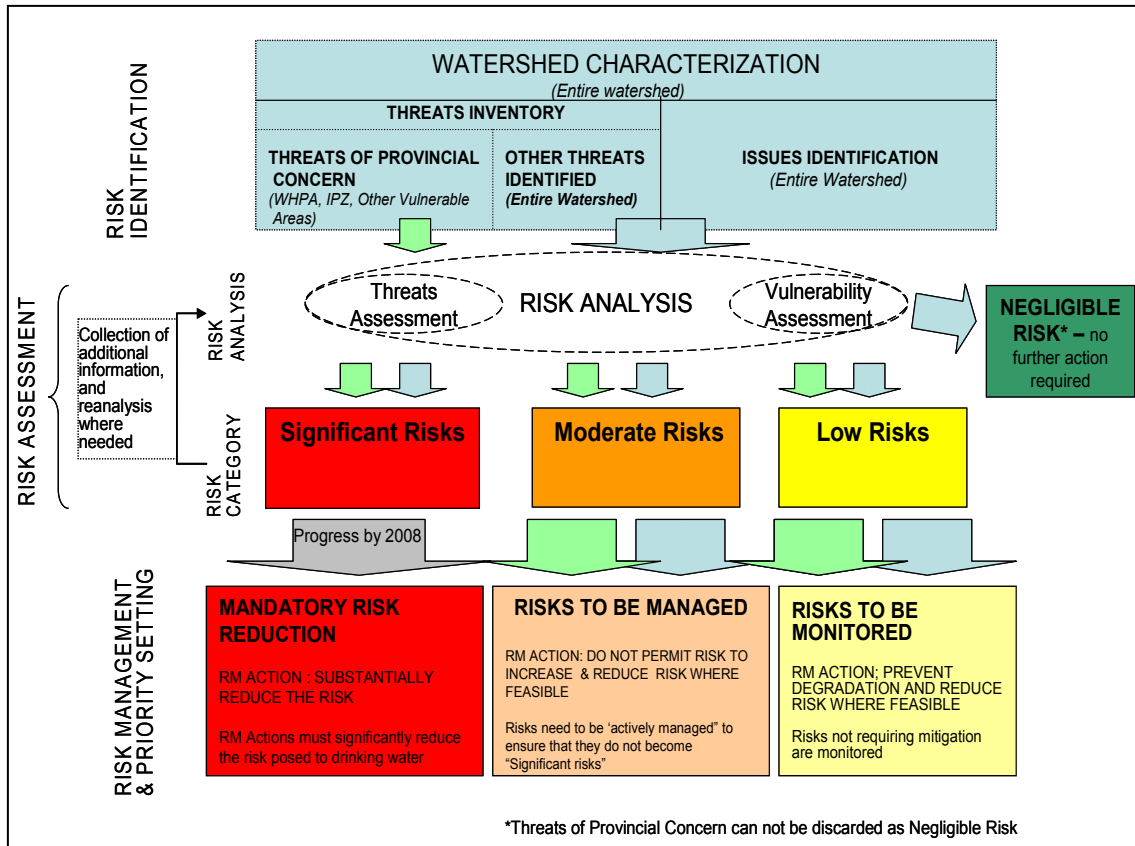 WATERSHED CHARACTERIZATION
(Entire watershed)
THREATS INVENTORY
THREATS OF PROVINCIAL
CONCERN
(WHPA, IPZ, Other Vulnerable
Areas)
OTHER THREATS
IDENTIFIED
(Entire Watershed)
ISSUES IDENTIFICATION
(Entire Watershed)
RISK
IDENTIFICATION
RISK ASSESSMENT
Collection of
additional
information,
and
reanalysis
where
needed
RISK
ANALYSIS
Threats
Assessment
RISK ANALYSIS
Vulnerability
Assessment
NEGLIGIBLE
RISK* – no
further action
required
RISK
CATEGORY
Significant Risks
Moderate Risks
Low Risks
Progress by 2008
RISK MANAGEMENT
& PRIORITY SETTING
MANDATORY RISK
REDUCTION
RM ACTION : SUBSTANTIALLY
REDUCE THE RISK
RM Actions must significantly reduce
the risk posed to drinking water
RISKS TO BE MANAGED
RM ACTION: DO NOT PERMIT RISK TO
INCREASE & REDUCE RISK WHERE
FEASIBLE
Risks need to be ‘actively managed” to
ensure that they do not become
“Significant risks”
RISKS TO BE
MONITORED
RM ACTION; PREVENT
DEGRADATION AND REDUCE
RISK WHERE FEASIBLE
Risks not requiring mitigation
are monitored
*Threats of Provincial Concern can not be discarded as Negligible Risk